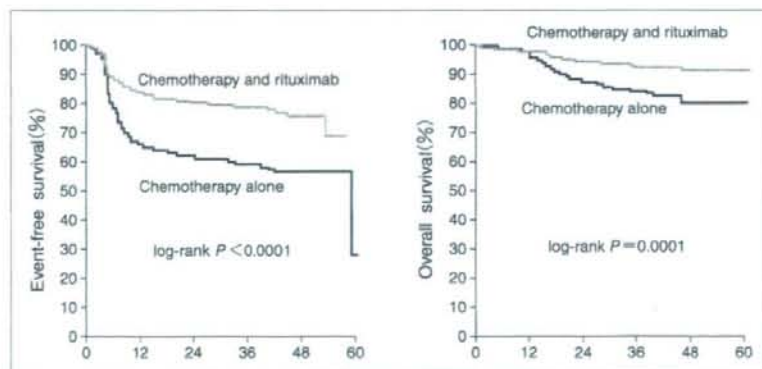 Event-free survival(%)
100
90
80
70
60
50
40
30
20
10
0
Chemotherapy and rituximab
Chemotherapy alone
log-rank P<0.0001
0 12 24 36 48 60
Overall survival(%)
100
90
80
70
60
50
40
30
20
10
0
Chemotherapy and rituximab
Chemotherapy alone
log-rank P=0.0001
0 12 24 36 48 60